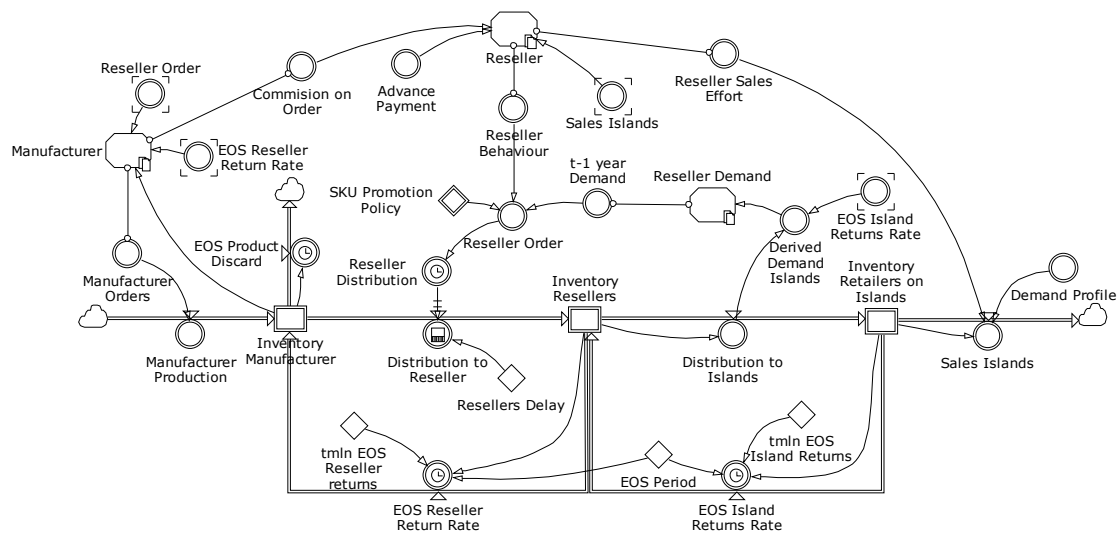 Reseller
Reseller Order
Commision on
Order
Advance
Payment
Reseller Sales
Effort
Sales Islands
Manufacturer
EOS Reseller
Return Rate
Reseller
Behaviour
t-1 year
Demand
Reseller Demand
SKU Promotion
Policy
EOS Island
Returns Rate
Reseller Order
EOS Product
Discard
Derived
Demand
Islands
Manufacturer
Orders
Reseller
Distribution
Inventory
Resellers
Inventory
Retailers on
Islands
Demand Profile
Inventory
Manufacturer
Manufacturer
Production
Distribution to
Reseller
Distribution to
Islands
Sales Islands
Resellers Delay
tmln EOS
Reseller
returns
tmln EOS
Island Returns
EOS Period
EOS Reseller
Return Rate
EOS Island
Returns Rate